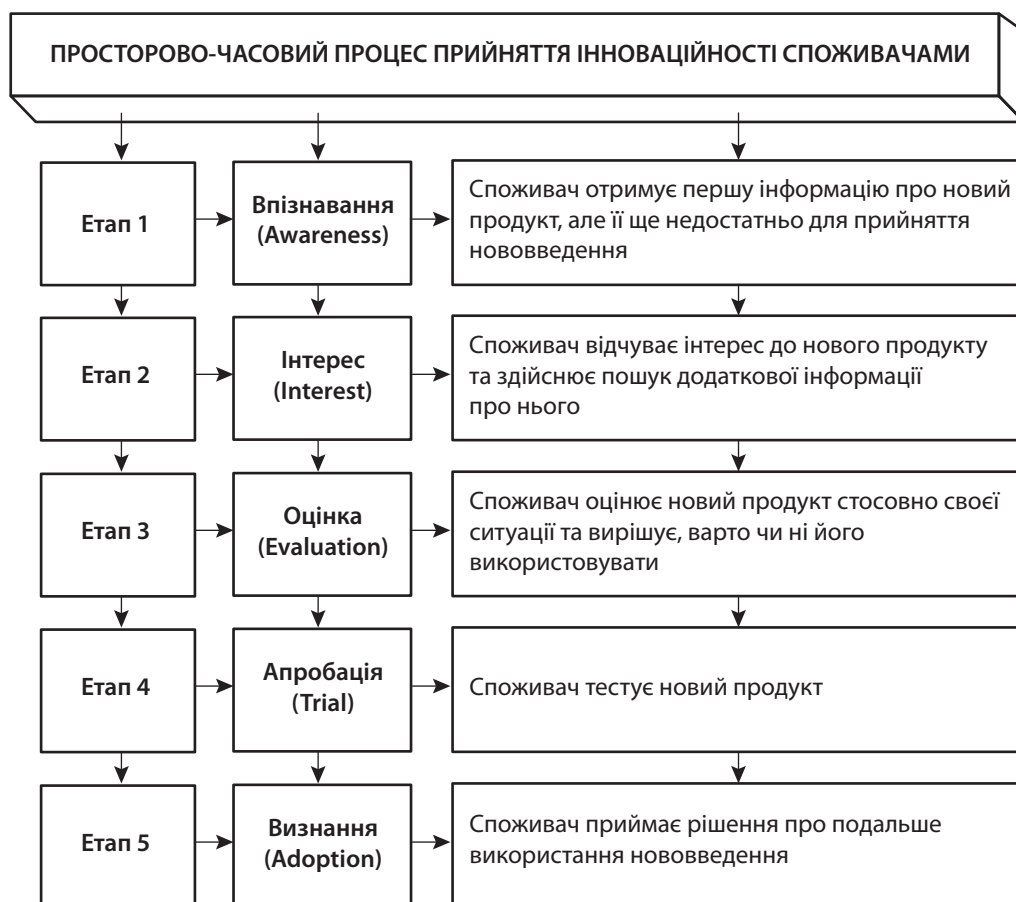 ПРОСТОРОВО-ЧАСОВИЙ ПРОЦЕС ПРИЙНЯТТЯ ІННОВАЦІЙНОСТІ СПОЖИВАЧАМИ
Етап 1
Впізнавання
(Awareness)
Споживач отримує першу інформацію про новий
продукт, але її ще недостатньо для прийняття
нововведення
Етап 2
Інтерес
(Interest)
Споживач відчуває інтерес до нового продукту
та здійснює пошук додаткової інформації
про нього
Етап 3
Оцінка
(Evaluation)
Споживач оцінює новий продукт стосовно своєї
ситуації та вирішує, варто чи ні його
використовувати
Етап 4
Апробація
(Trial)
Споживач тестує новий продукт
Етап 5
Визнання
(Adoption)
Споживач приймає рішення про подальше
використання нововведення